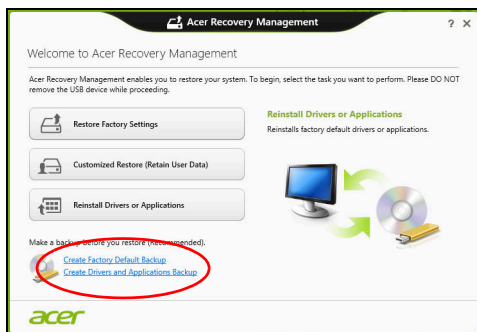 Acer Recovery Management
? ×
Welcome to Acer Recovery Management
Acer Recovery Management enables you to restore your system. To begin, select the task you want to perform. Please DO NOT
remove the USB device while proceeding.
Restore Factory Settings
Customized Restore (Retain User Data)
Reinstall Drivers or Applications
Reinstall Drivers or Applications
Reinstalls factory default drivers or applications.
Make a backup before you restore (Recommended).
Create Factory Default Backup
Create Drivers and Applications Backup
acer